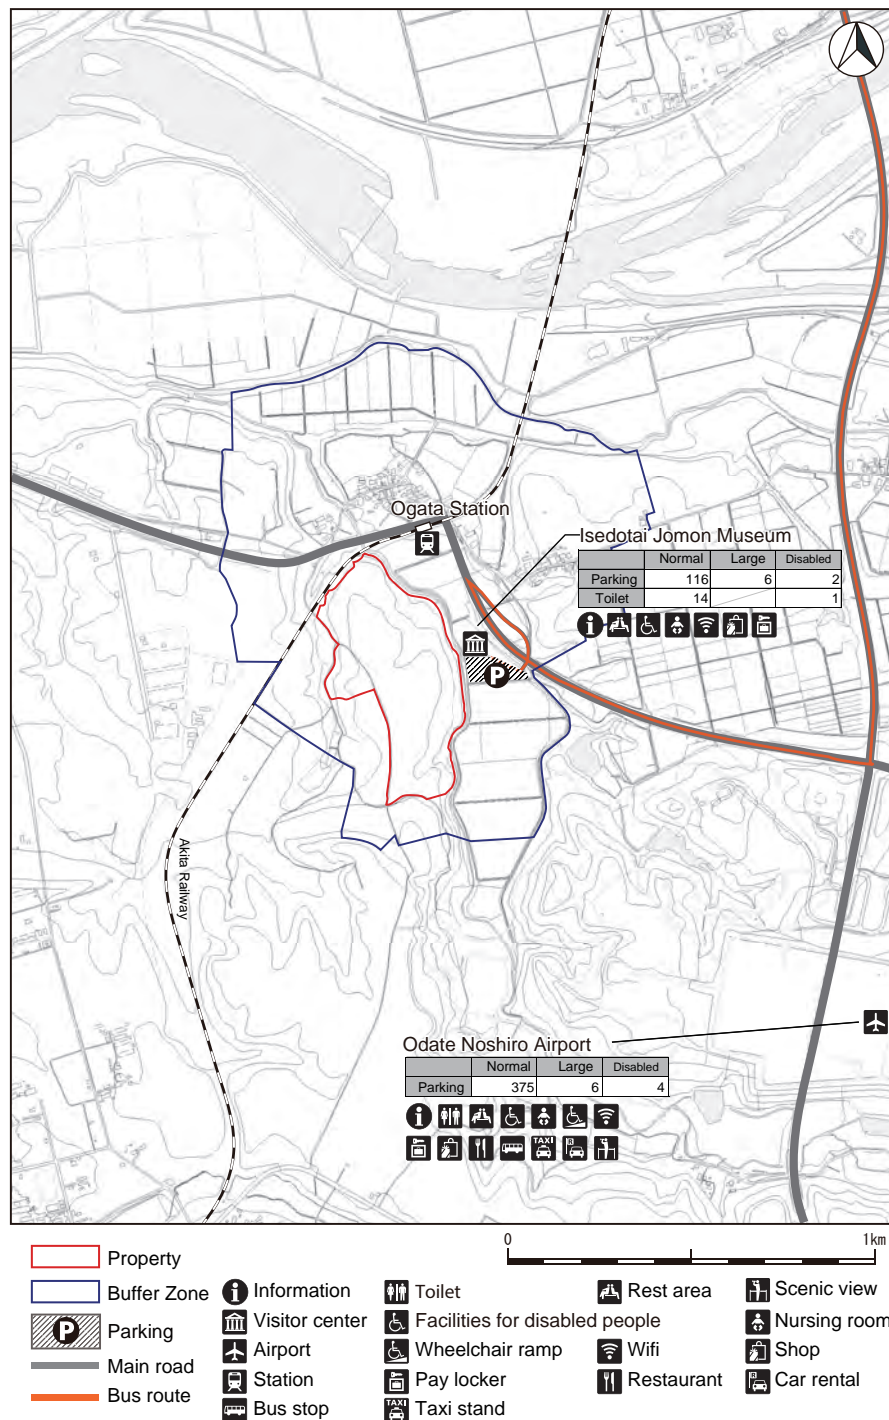 Ogata Station
Isedotai Jomon Museum
Normal Large Disabled
Parking 116 6 2
Toilet 14 1
P
Akita Railway
Odate Noshiro Airport
Normal Large Disabled
Parking 375 6 4
TAXI
0 1km
Property
Buffer Zone
P Parking
Main road
Bus route
Information
Visitor center
Airport
Station
Bus stop
Toilet
Facilities for disabled people
Wheelchair ramp
Pay locker
TAXI Taxi stand
Rest area
Wifi
Restaurant
Scenic view
Nursing room
Shop
Car rental